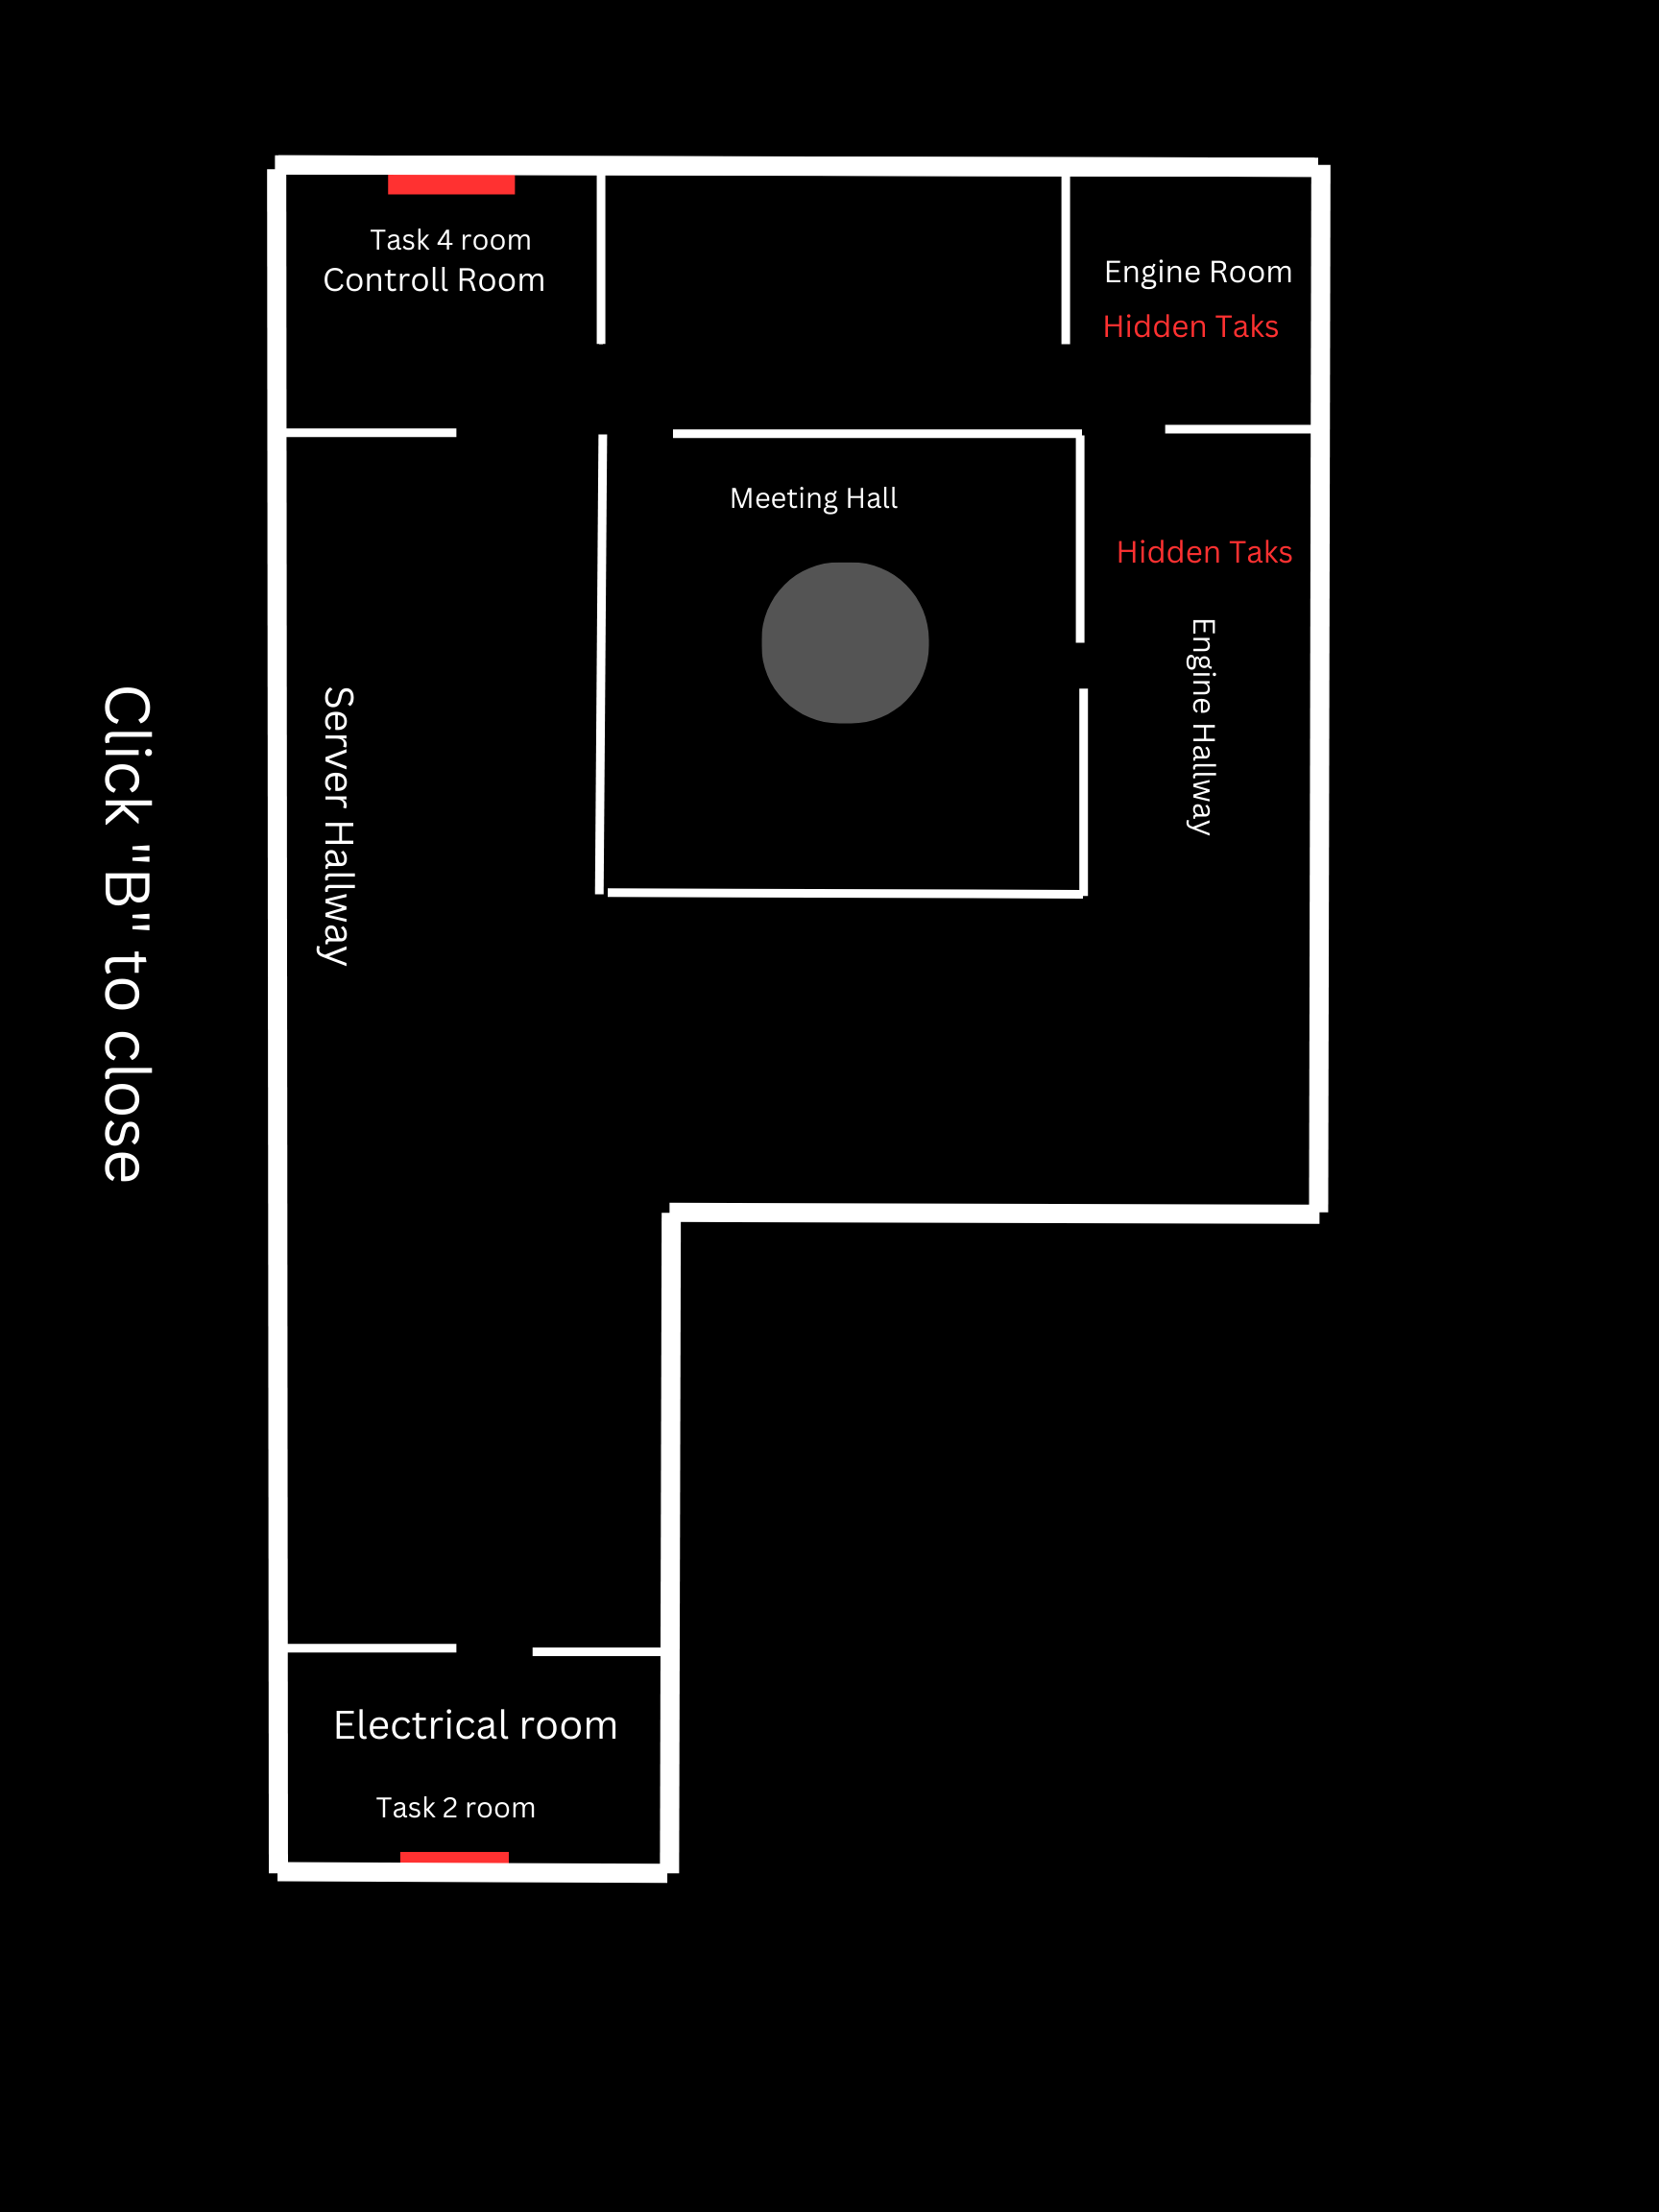 Task 4 room
Controll Room
Engine Room
Hidden Taks
Meeting Hall
Hidden Taks
Engine Hallway
Server Hallway
Click "B" to close
Electrical room
Task 2 room